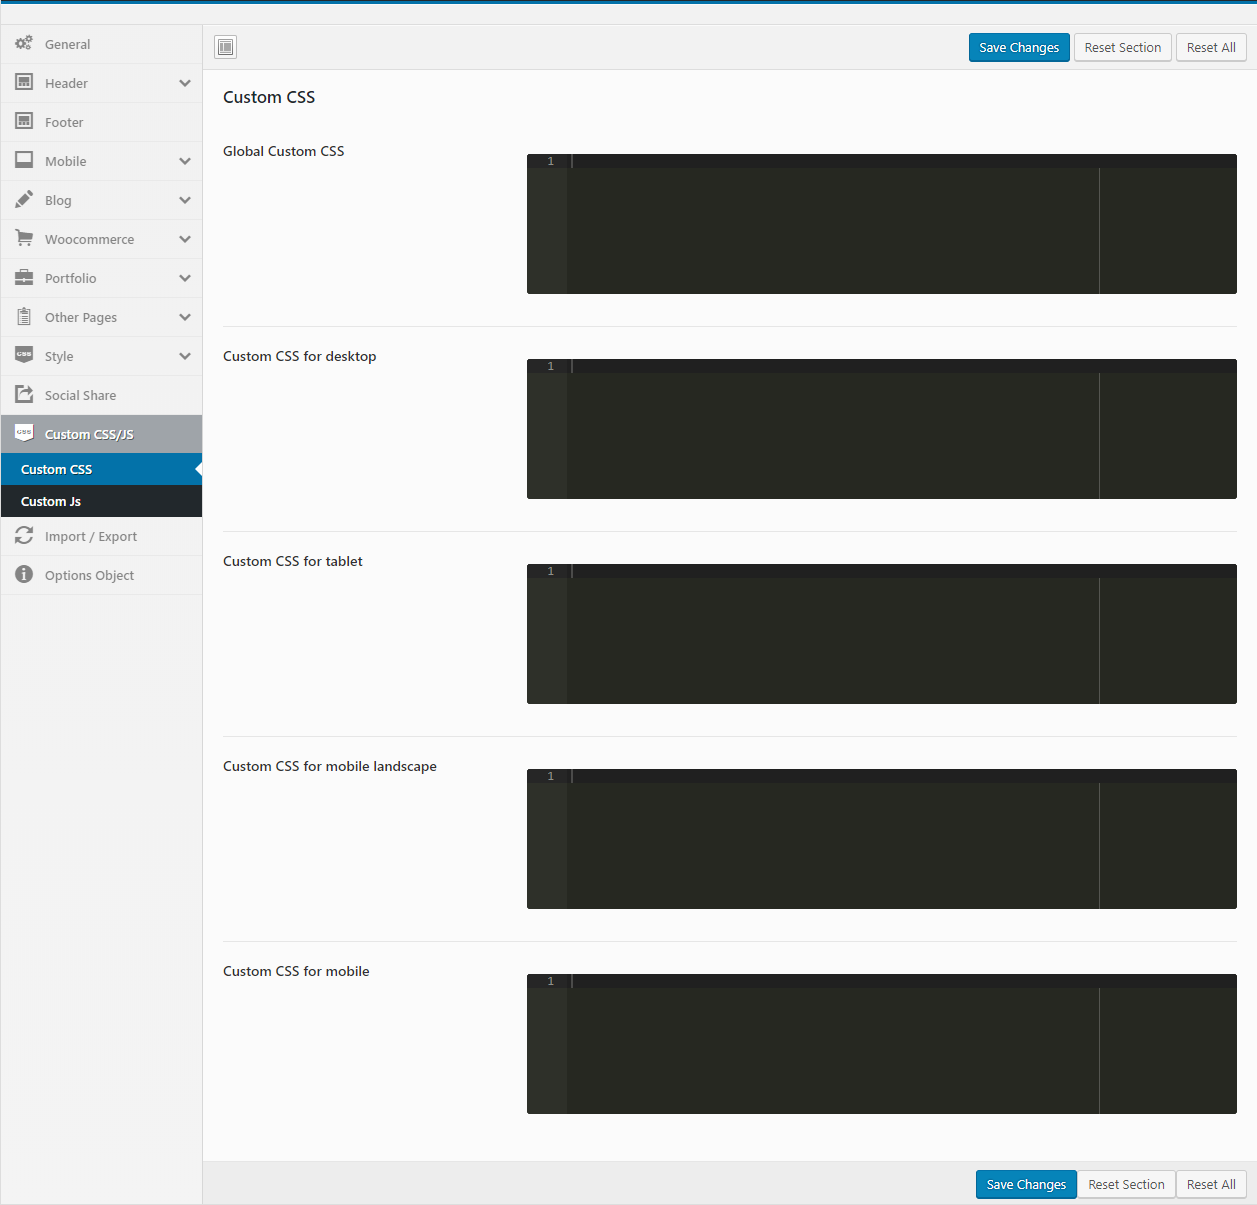 General
Header
Footer
Mobile
Blog
Woocommerce
Portfolio
Other Pages
Style
Social Share
CSS Custom CSS/JS
Custom CSS
Custom Js
Import / Export
Options Object
Save Changes Reset Section Reset All
Custom CSS
Global Custom CSS
1
Custom CSS for desktop
1
Custom CSS for tablet
1
Custom CSS for mobile landscape
1
Custom CSS for mobile
1
Save Changes Reset Section Reset All